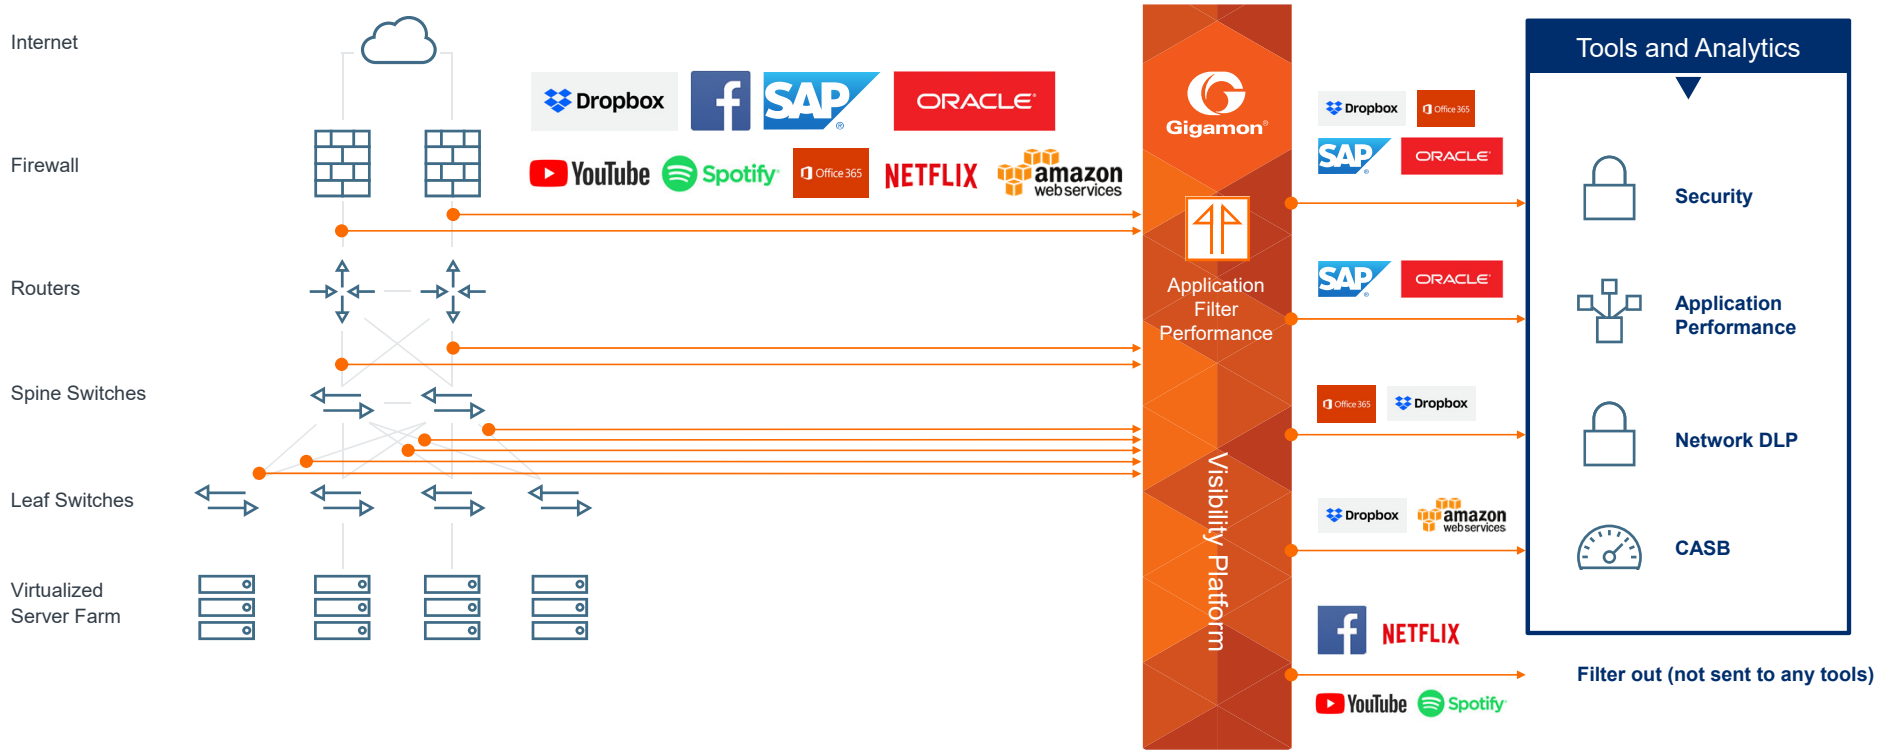 Internet
Firewall
Routers
Spine Switches
Leaf Switches
Virtualized
Server Farm
Dropbox
f
SAP
®
ORACLE®
YouTube
Spotify
Office 365
NETFLIX
amazon
web services
Gigamon®
Application
Filter
Performance
Visibility Platform
Dropbox
Office 365
SAP
®
ORACLE®
SAP
®
ORACLE®
Office 365
Dropbox
Dropbox
amazon
web services
f
NETFLIX
YouTube
Spotify
Tools and Analytics
Security
Application
Performance
Network DLP
CASB
Filter out (not sent to any tools)